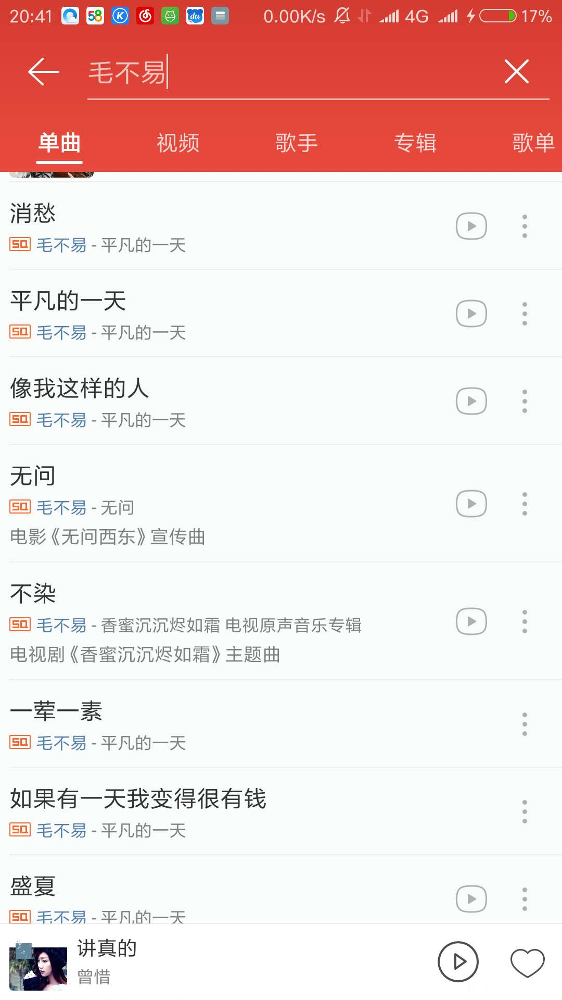 20:41 58 K du 0.00K/s 4G 17%
毛不易
单曲 视频 歌手 专辑 歌单
消愁
SQ 毛不易 - 平凡的一天
平凡的一天
SQ 毛不易 - 平凡的一天
像我这样的人
SQ 毛不易 - 平凡的一天
无问
SQ 毛不易 - 无问
电影《无问西东》宣传曲
不染
SQ 毛不易 - 香蜜沉沉烬如霜 电视原声音乐专辑
电视剧《香蜜沉沉烬如霜》主题曲
一荤一素
SQ 毛不易 - 平凡的一天
如果有一天我变得很有钱
SQ 毛不易 - 平凡的一天
盛夏
SQ 毛不易 - 平凡的一天
讲真的
曾惜